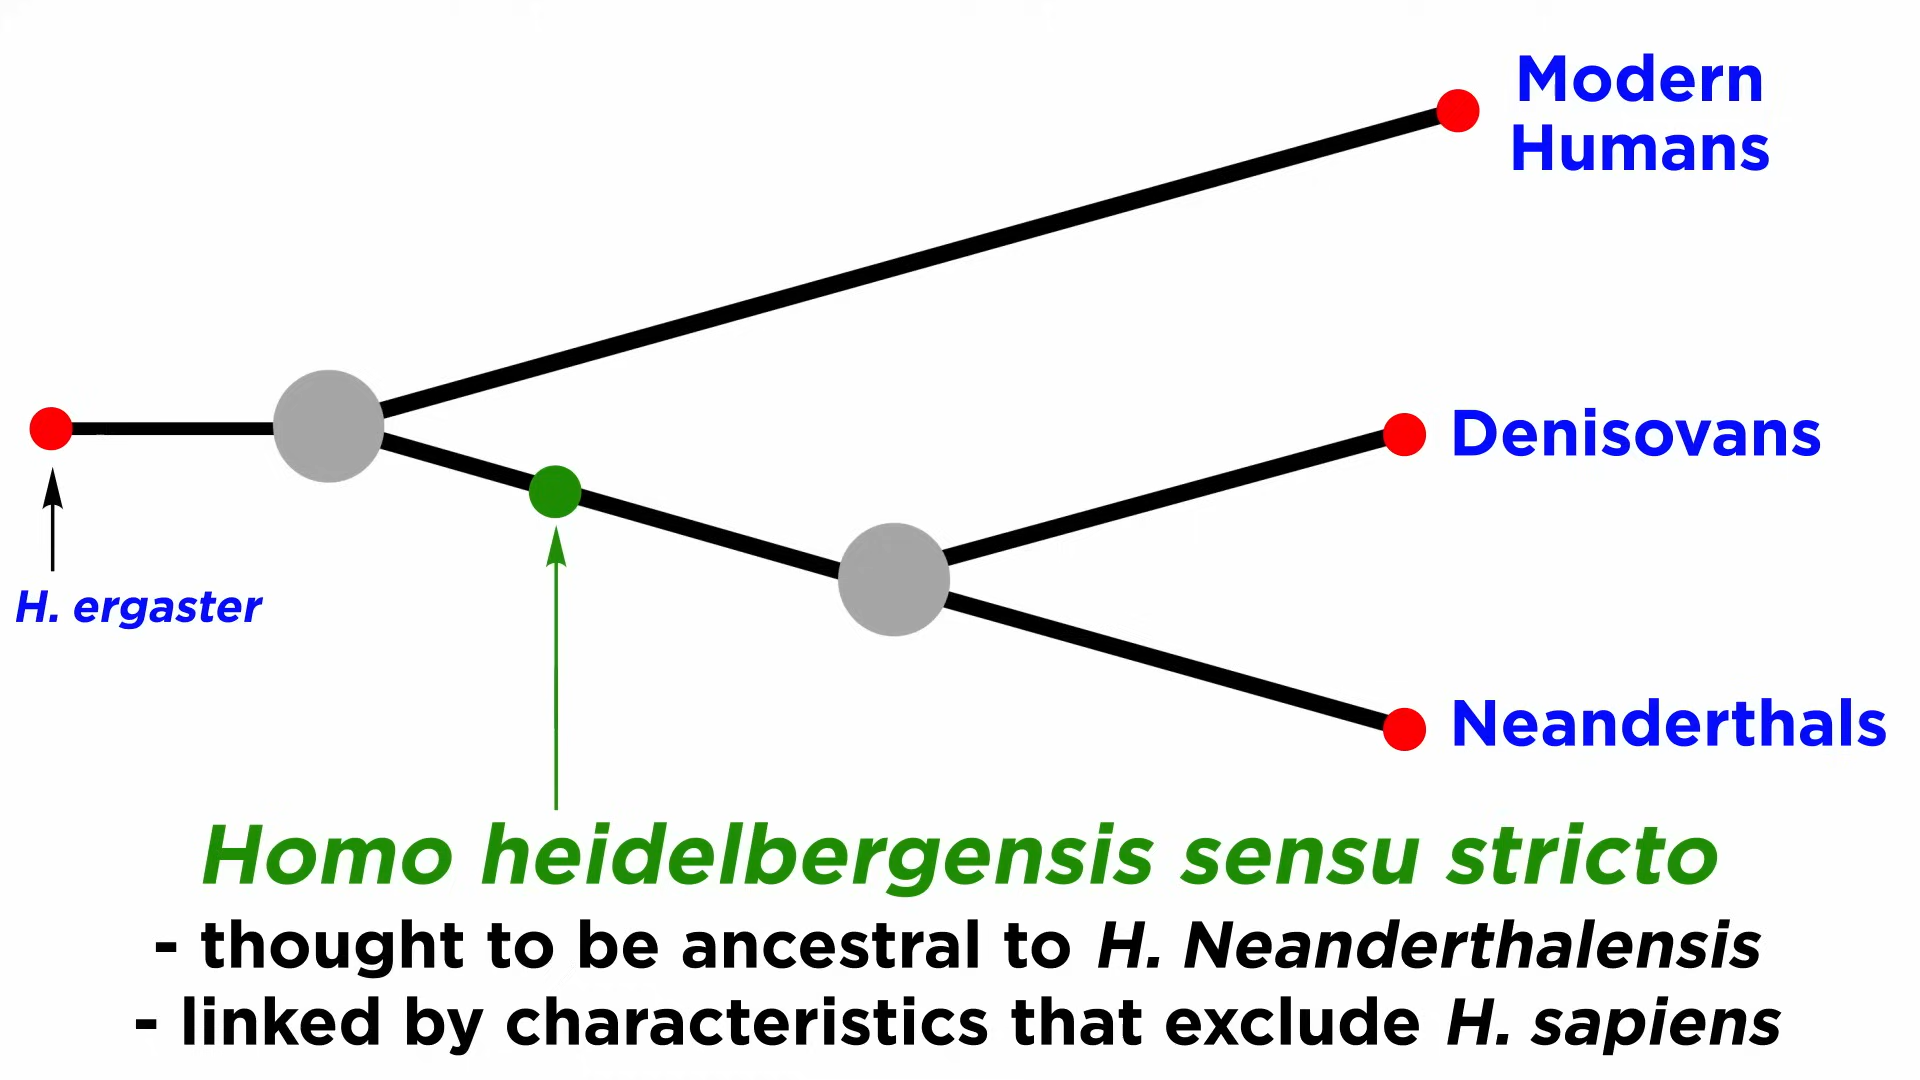 Modern
Humans
Denisovans
H. ergaster
Neanderthals
Homo heidelbergensis sensu stricto
- thought to be ancestral to H. Neanderthalensis
- linked by characteristics that exclude H. sapiens